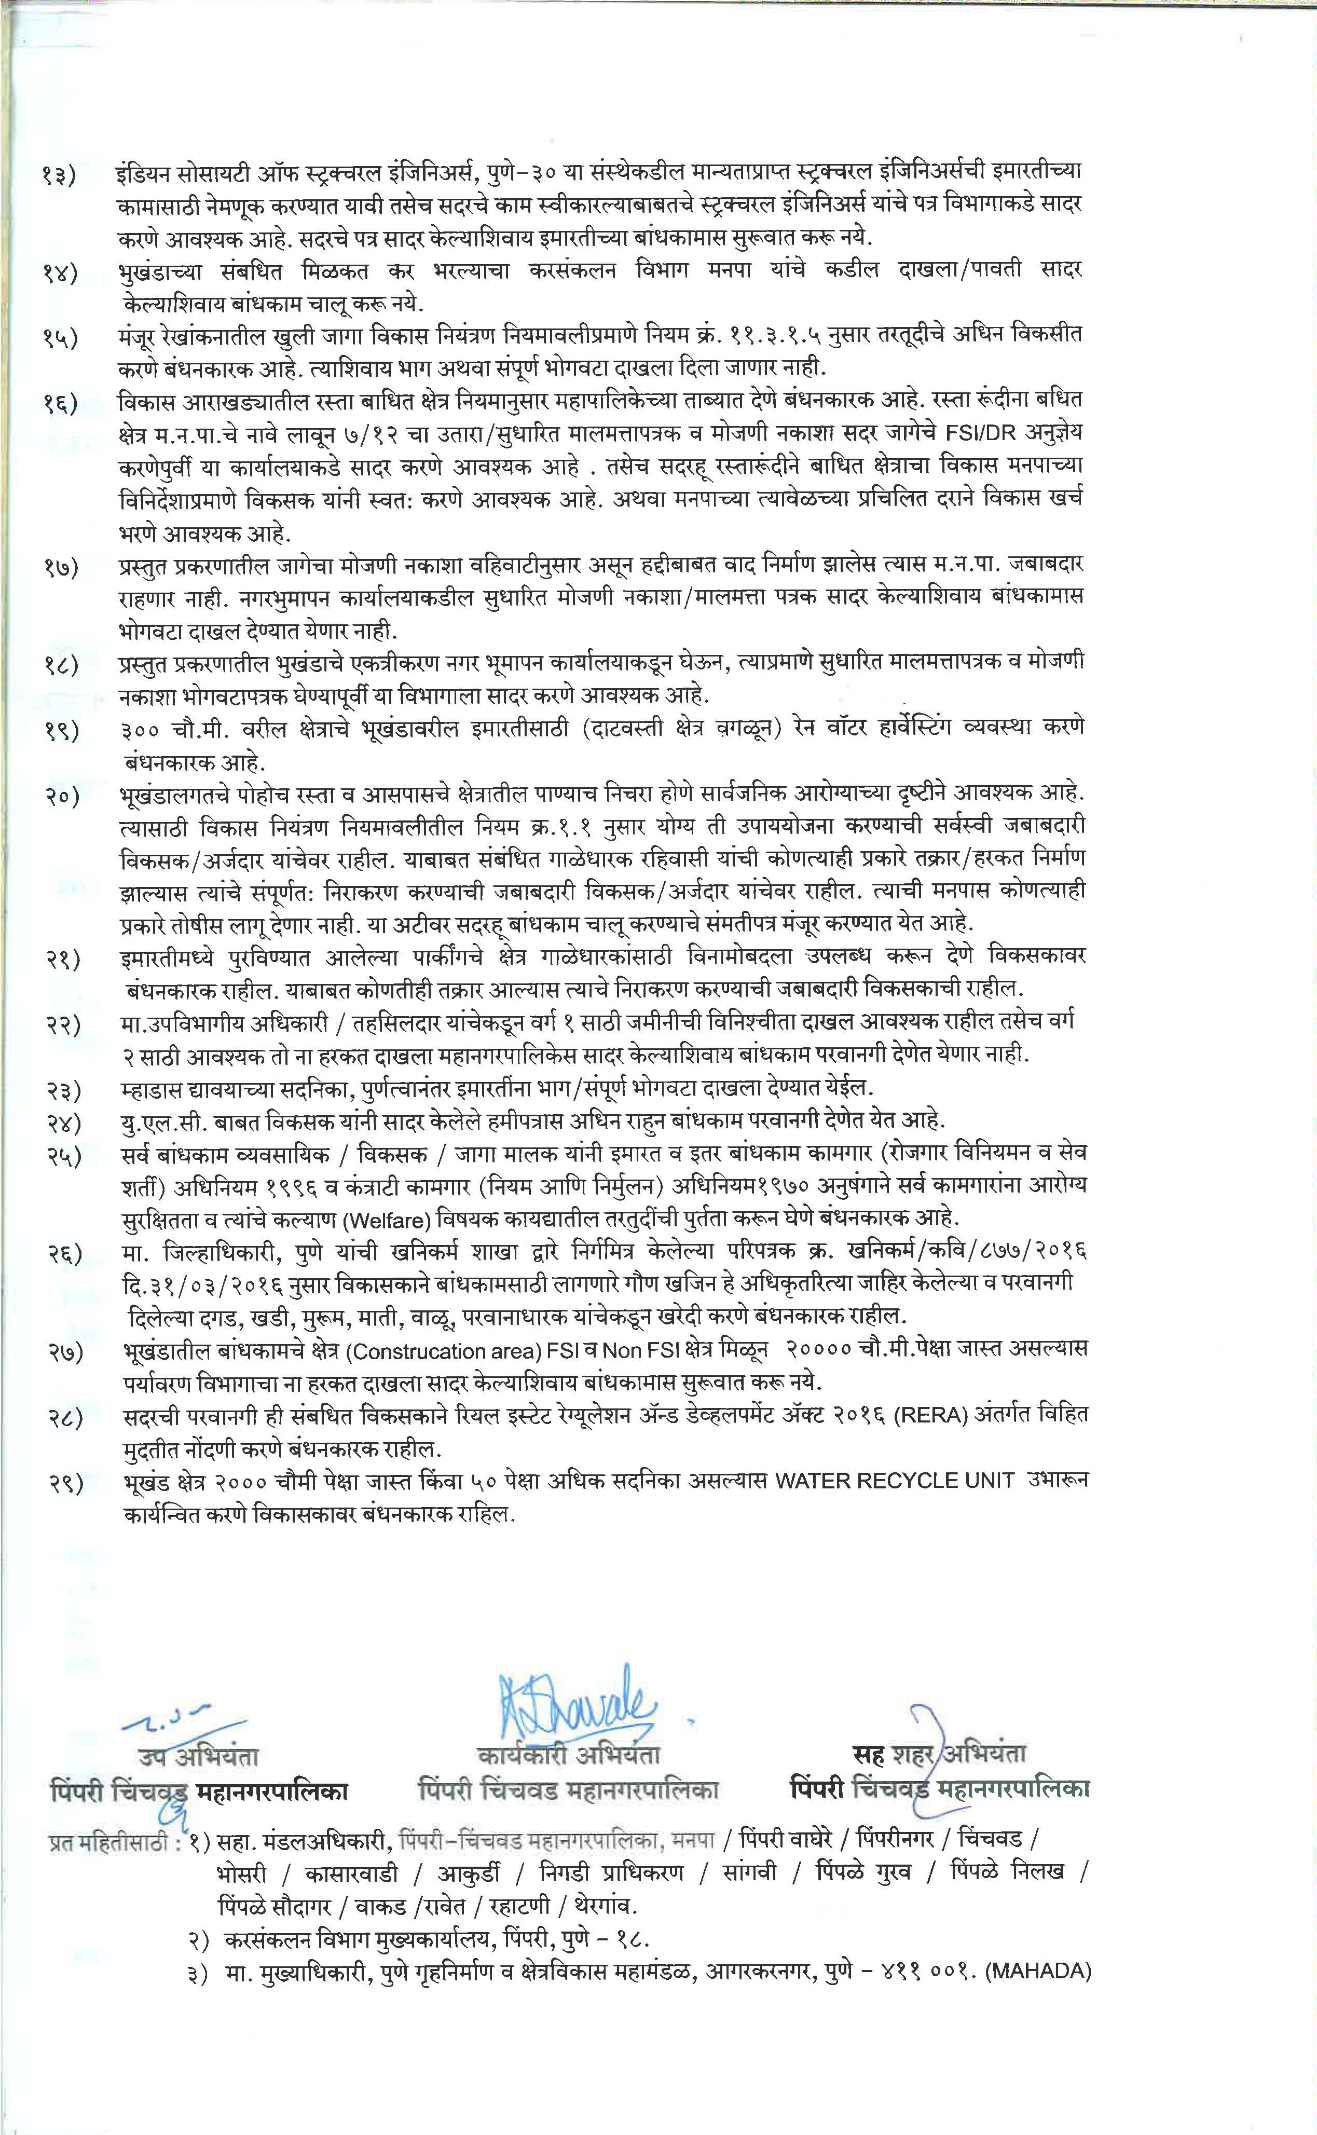 १३) इंडियन सोसायटी ऑफ स्ट्रक्चरल इंजिनिअर्स, पुणे-३० या संस्थेकडील मान्यताप्राप्त स्ट्रक्चरल इंजिनिअर्सची इमारतीच्या
कामासाठी नेमणूक करण्यात यावी तसेच सदरचे काम स्वीकारल्याबाबतचे स्ट्रक्चरल इंजिनिअर्स यांचे पत्र विभागाकडे सादर
करणे आवश्यक आहे. सदरचे पत्र सादर केल्याशिवाय इमारतीच्या बांधकामास सुरूवात करू नये.
१४) भुखंडाच्या संबधित मिळकत कर भरल्याचा करसंकलन विभाग मनपा यांचे कडील दाखला/पावती सादर
केल्याशिवाय बांधकाम चालू करू नये.
१५) मंजूर रेखांकनातील खुली जागा विकास नियंत्रण नियमावलीप्रमाणे नियम क्रं. ११.३.१.५ नुसार तरतूदीचे अधिन विकसीत
करणे बंधनकारक आहे. त्याशिवाय भाग अथवा संपूर्ण भोगवटा दाखला दिला जाणार नाही.
१६) विकास आराखड्यातील रस्ता बाधित क्षेत्र नियमानुसार महापालिकेच्या ताब्यात देणे बंधनकारक आहे. रस्ता रूंदीना बधित
क्षेत्र म.न.पा.चे नावे लावून ७/१२ चा उतारा/सुधारित मालमत्तापत्रक व मोजणी नकाशा सदर जागेचे FSI/DR अनुज्ञेय
करणेपुर्वी या कार्यालयाकडे सादर करणे आवश्यक आहे . तसेच सदरहू रस्तारूंदीने बाधित क्षेत्राचा विकास मनपाच्या
विनिर्देशाप्रमाणे विकसक यांनी स्वत: करणे आवश्यक आहे. अथवा मनपाच्या त्यावेळच्या प्रचिलित दराने विकास खर्च
भरणे आवश्यक आहे.
१७) प्रस्तुत प्रकरणातील जागेचा मोजणी नकाशा वहिवाटीनुसार असून हद्दीबाबत वाद निर्माण झालेस त्यास म.न.पा. जबाबदार
राहणार नाही. नगरभुमापन कार्यालयाकडील सुधारित मोजणी नकाशा/मालमत्ता पत्रक सादर केल्याशिवाय बांधकामास
भोगवटा दाखल देण्यात येणार नाही.
१८) प्रस्तुत प्रकरणातील भुखंडाचे एकत्रीकरण नगर भूमापन कार्यालयाकडून घेऊन, त्याप्रमाणे सुधारित मालमत्तापत्रक व मोजणी
नकाशा भोगवटापत्रक घेण्यापूर्वी या विभागाला सादर करणे आवश्यक आहे.
१९) ३०० चौ.मी. वरील क्षेत्राचे भूखंडावरील इमारतीसाठी (दाटवस्ती क्षेत्र वगळून) रेन वॉटर हार्वेस्टिंग व्यवस्था करणे
बंधनकारक आहे.
२०) भूखंडालगतचे पोहोच रस्ता व आसपासचे क्षेत्रातील पाण्याच निचरा होणे सार्वजनिक आरोग्याच्या दृष्टीने आवश्यक आहे.
त्यासाठी विकास नियंत्रण नियमावलीतील नियम क्र.१.१ नुसार योग्य ती उपाययोजना करण्याची सर्वस्वी जबाबदारी
विकसक/अर्जदार यांचेवर राहील. याबाबत संबंधित गाळेधारक रहिवासी यांची कोणत्याही प्रकारे तक्रार/हरकत निर्माण
झाल्यास त्यांचे संपूर्णत: निराकरण करण्याची जबाबदारी विकसक/अर्जदार यांचेवर राहील. त्याची मनपास कोणत्याही
प्रकारे तोषीस लागू देणार नाही. या अटीवर सदरहू बांधकाम चालू करण्याचे संमतीपत्र मंजूर करण्यात येत आहे.
२१) इमारतीमध्ये पुरविण्यात आलेल्या पार्कींगचे क्षेत्र गाळेधारकांसाठी विनामोबदला उपलब्ध करून देणे विकसकावर
बंधनकारक राहील. याबाबत कोणतीही तक्रार आल्यास त्याचे निराकरण करण्याची जबाबदारी विकसकाची राहील.
२२) मा.उपविभागीय अधिकारी / तहसिलदार यांचेकडून वर्ग १ साठी जमीनीची विनिश्चीता दाखल आवश्यक राहील तसेच वर्ग
२ साठी आवश्यक तो ना हरकत दाखला महानगरपालिकेस सादर केल्याशिवाय बांधकाम परवानगी देणेत येणार नाही.
२३) म्हाडास द्यावयाच्या सदनिका, पुर्णत्वानंतर इमारतींना भाग/संपूर्ण भोगवटा दाखला देण्यात येईल.
२४) यु.एल.सी. बाबत विकसक यांनी सादर केलेले हमीपत्रास अधिन राहुन बांधकाम परवानगी देणेत येत आहे.
२५) सर्व बांधकाम व्यवसायिक / विकसक / जागा मालक यांनी इमारत व इतर बांधकाम कामगार (रोजगार विनियमन व सेव
शर्ती) अधिनियम १९९६ व कंत्राटी कामगार (नियम आणि निर्मुलन) अधिनियम१९७० अनुषंगाने सर्व कामगारांना आरोग्य
सुरक्षितता व त्यांचे कल्याण (Welfare) विषयक कायद्यातील तरतुदींची पुर्तता करून घेणे बंधनकारक आहे.
२६) मा. जिल्हाधिकारी, पुणे यांची खनिकर्म शाखा द्वारे निर्गमित्र केलेल्या परिपत्रक क्र. खनिकर्म/कवि/८७७/२०१६
दि.३१/०३/२०१६ नुसार विकासकाने बांधकामसाठी लागणारे गौण खजिन हे अधिकृतरित्या जाहिर केलेल्या व परवानगी
दिलेल्या दगड, खडी, मुरूम, माती, वाळू, परवानाधारक यांचेकडून खरेदी करणे बंधनकारक राहील.
२७) भूखंडातील बांधकामचे क्षेत्र (Construcation area) FSI व Non FSI क्षेत्र मिळून २०००० चौ.मी.पेक्षा जास्त असल्यास
पर्यावरण विभागाचा ना हरकत दाखला सादर केल्याशिवाय बांधकामास सुरूवात करू नये.
२८) सदरची परवानगी ही संबधित विकसकाने रियल इस्टेट रेग्यूलेशन ॲन्ड डेव्हलपमेंट ॲक्ट २०१६ (RERA) अंतर्गत विहित
मुदतीत नोंदणी करणे बंधनकारक राहील.
२९) भूखंड क्षेत्र २००० चौमी पेक्षा जास्त किंवा ५० पेक्षा अधिक सदनिका असल्यास WATER RECYCLE UNIT उभारून
कार्यन्वित करणे विकासकावर बंधनकारक राहिल.
उप अभियंता कार्यकारी अभियंता सह शहर अभियंता
पिंपरी चिंचवड महानगरपालिका पिंपरी चिंचवड महानगरपालिका पिंपरी चिंचवड महानगरपालिका
प्रत महितीसाठी : १) सहा. मंडलअधिकारी, पिंपरी-चिंचवड महानगरपालिका, मनपा / पिंपरी वाघेरे / पिंपरीनगर / चिंचवड /
भोसरी / कासारवाडी / आकुर्डी / निगडी प्राधिकरण / सांगवी / पिंपळे गुरव / पिंपळे निलख /
पिंपळे सौदागर / वाकड /रावेत / रहाटणी / थेरगांव.
२) करसंकलन विभाग मुख्यकार्यालय, पिंपरी, पुणे - १८.
३) मा. मुख्याधिकारी, पुणे गृहनिर्माण व क्षेत्रविकास महामंडळ, आगरकरनगर, पुणे - ४११ ००१. (MAHADA)